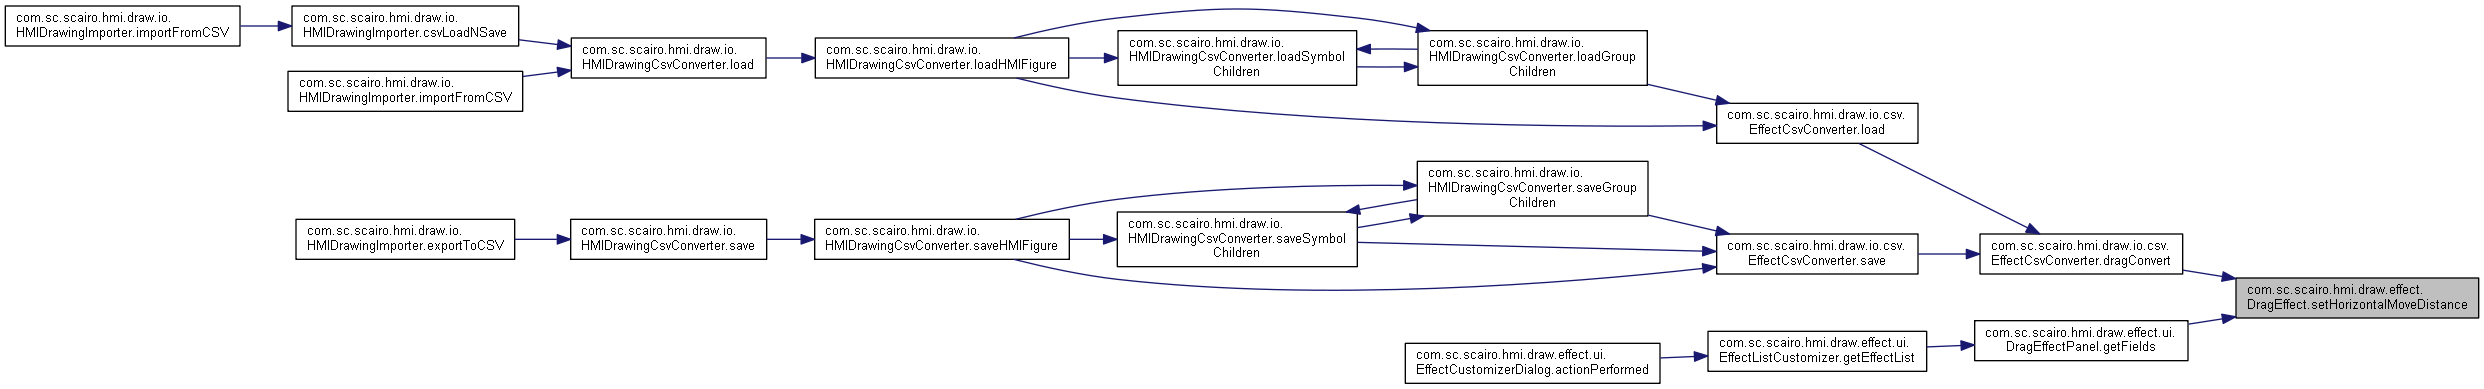 com.sc.scairo.hmi.draw.io.
HMIDrawingImporter.importFromCSV
com.sc.scairo.hmi.draw.io.
HMIDrawingImporter.csvLoadNSave
com.sc.scairo.hmi.draw.io.
HMIDrawingImporter.importFromCSV
com.sc.scairo.hmi.draw.io.
HMIDrawingCsvConverter.load
com.sc.scairo.hmi.draw.io.
HMIDrawingCsvConverter.loadHMIFigure
com.sc.scairo.hmi.draw.io.
HMIDrawingCsvConverter.loadSymbol
Children
com.sc.scairo.hmi.draw.io.
HMIDrawingCsvConverter.loadGroup
Children
com.sc.scairo.hmi.draw.io.csv.
EffectCsvConverter.load
com.sc.scairo.hmi.draw.io.
HMIDrawingImporter.exportToCSV
com.sc.scairo.hmi.draw.io.
HMIDrawingCsvConverter.save
com.sc.scairo.hmi.draw.io.
HMIDrawingCsvConverter.saveHMIFigure
com.sc.scairo.hmi.draw.io.
HMIDrawingCsvConverter.saveSymbol
Children
com.sc.scairo.hmi.draw.io.
HMIDrawingCsvConverter.saveGroup
Children
com.sc.scairo.hmi.draw.io.csv.
EffectCsvConverter.save
com.sc.scairo.hmi.draw.io.csv.
EffectCsvConverter.dragConvert
com.sc.scairo.hmi.draw.effect.
DragEffect.setHorizontalMoveDistance
com.sc.scairo.hmi.draw.effect.ui.
EffectCustomizerDialog.actionPerformed
com.sc.scairo.hmi.draw.effect.ui.
EffectListCustomizer.getEffectList
com.sc.scairo.hmi.draw.effect.ui.
DragEffectPanel.getFields